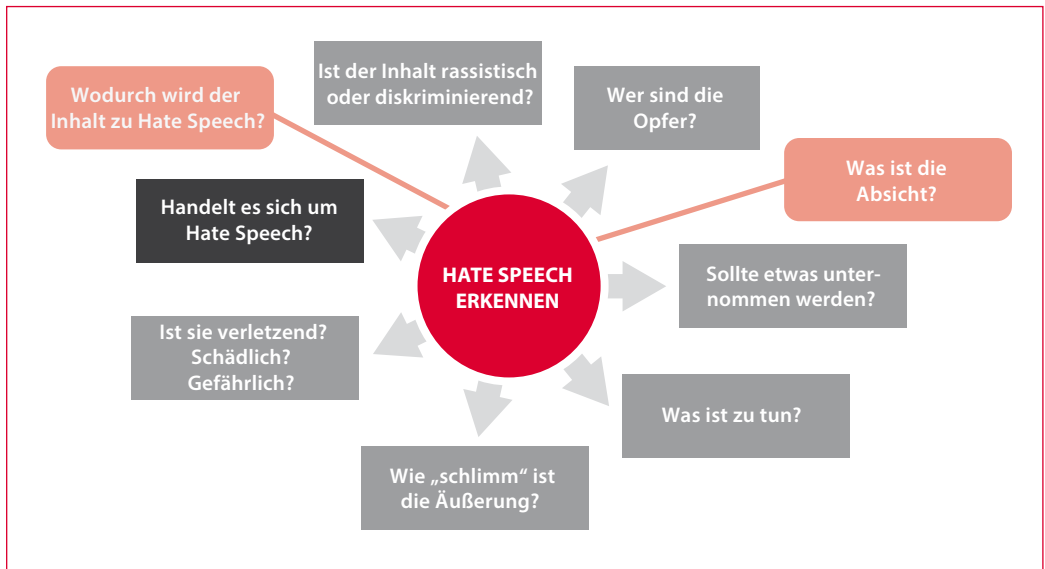 Ist der Inhalt rassistisch
oder diskriminierend?
Wodurch wird der
Inhalt zu Hate Speech?
Wer sind die
Opfer?
Was ist die
Absicht?
Handelt es sich um
Hate Speech?
HATE SPEECH
ERKENNEN
Sollte etwas unter-
nommen werden?
Ist sie verletzend?
Schädlich?
Gefährlich?
Was ist zu tun?
Wie „schlimm“ ist
die Äußerung?